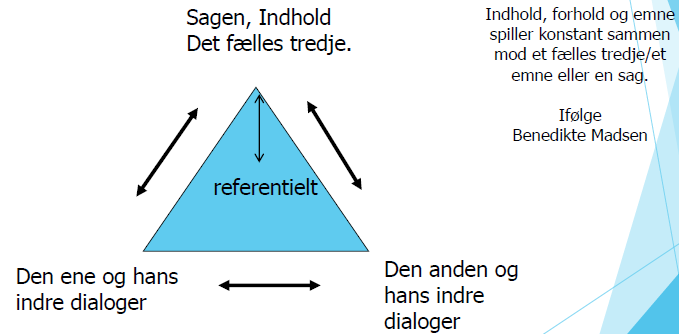 Sagen, Indhold
Det fælles tredje.
Indhold, forhold og emne
spiller konstant sammen
mod et fælles tredje/et
emne eller en sag.
Ifølge
Benedikte Madsen
referentielt
Den ene og hans
indre dialoger
Den anden og
hans indre
dialoger